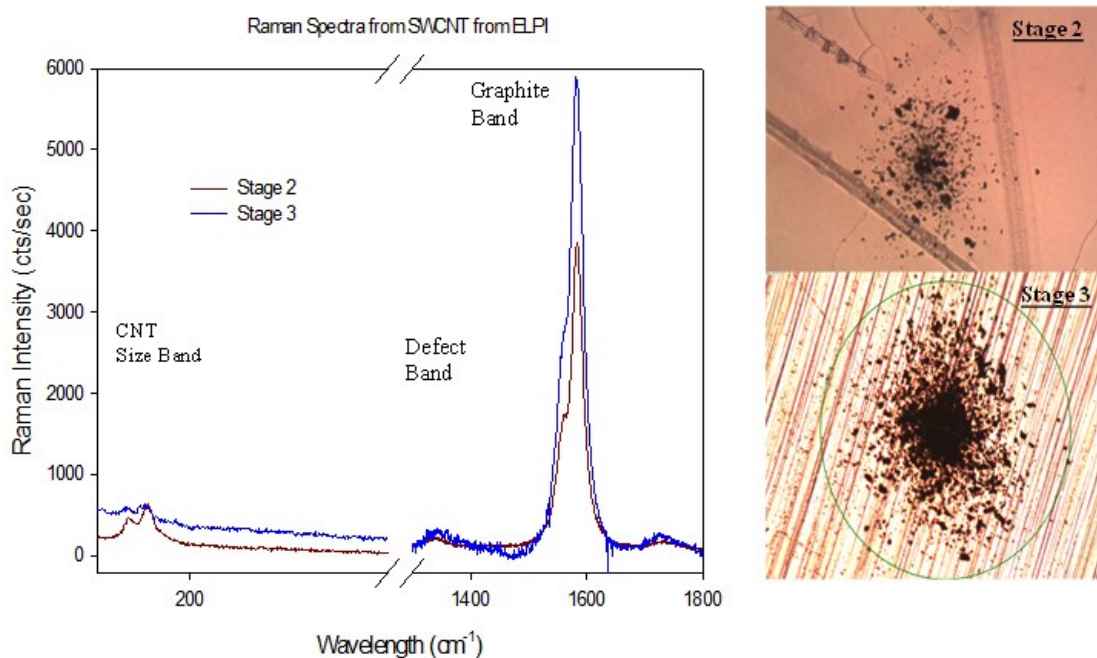 Raman Spectra from SWCNT from ELPI
6000
5000
4000
3000
2000
1000
0
Raman Intensity (cts/sec)
Graphite
Band
Stage 2
Stage 3
CNT
Size Band
Defect
Band
200
1400
1600
1800
Wavelength (cm⁻¹)
Stage 2
Stage 3